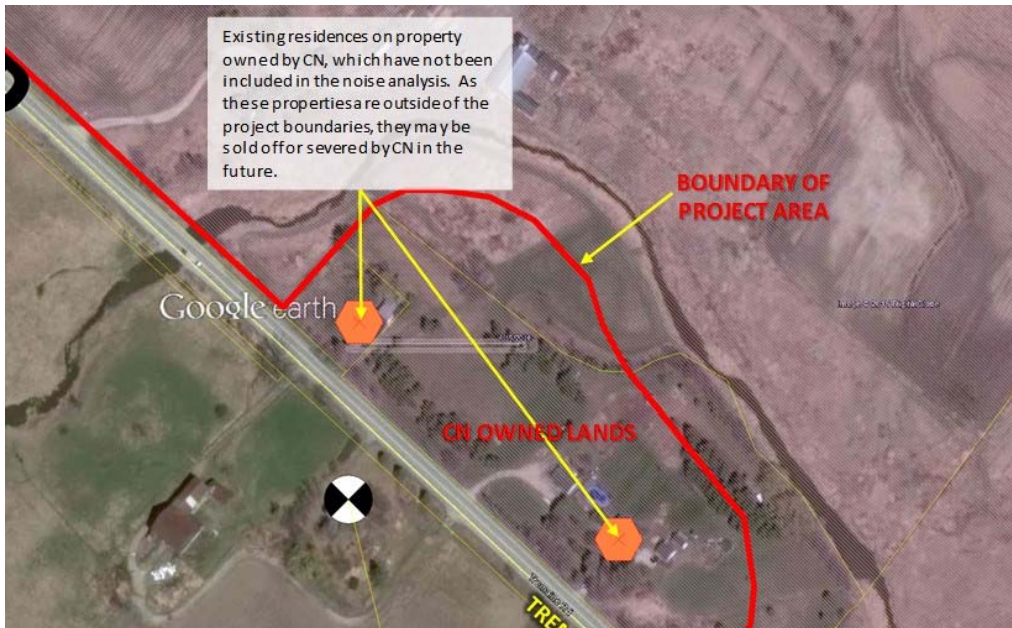 Existing residences on property
owned by CN, which have not been
included in the noise analysis. As
these properties are outside of the
project boundaries, they may be
sold off or severed by CN in the
future.
BOUNDARY OF
PROJECT AREA
Google earth
CN OWNED LANDS
TREM